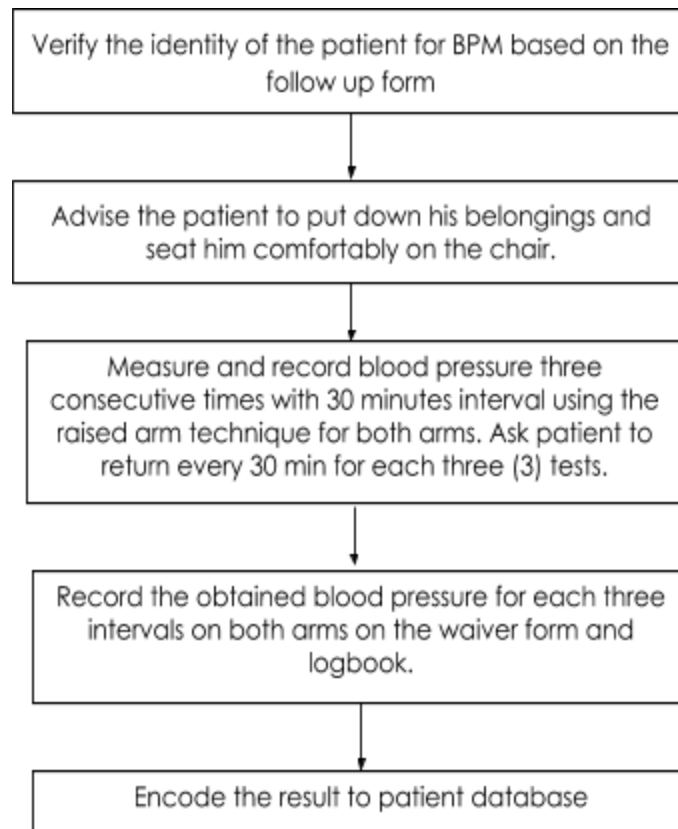 Verify the identity of the patient for BPM based on the
follow up form
Advise the patient to put down his belongings and
seat him comfortably on the chair.
Measure and record blood pressure three
consecutive times with 30 minutes interval using the
raised arm technique for both arms. Ask patient to
return every 30 min for each three (3) tests.
Record the obtained blood pressure for each three
intervals on both arms on the waiver form and
logbook.
Encode the result to patient database